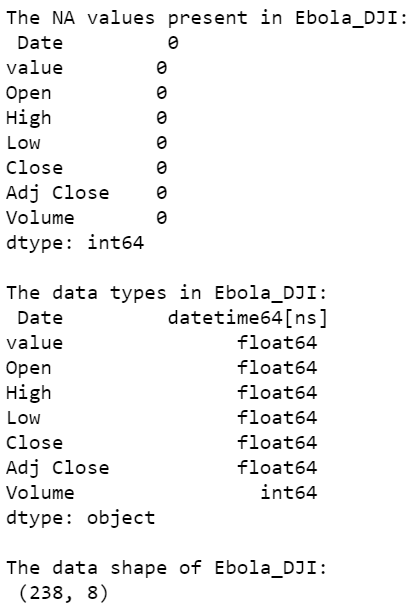 The NA values present in Ebola_DJI:
 Date         0
value        0
Open         0
High         0
Low          0
Close        0
Adj Close    0
Volume       0
dtype: int64

The data types in Ebola_DJI:
 Date         datetime64[ns]
value               float64
Open                float64
High                float64
Low                 float64
Close               float64
Adj Close           float64
Volume                int64
dtype: object

The data shape of Ebola_DJI:
 (238, 8)